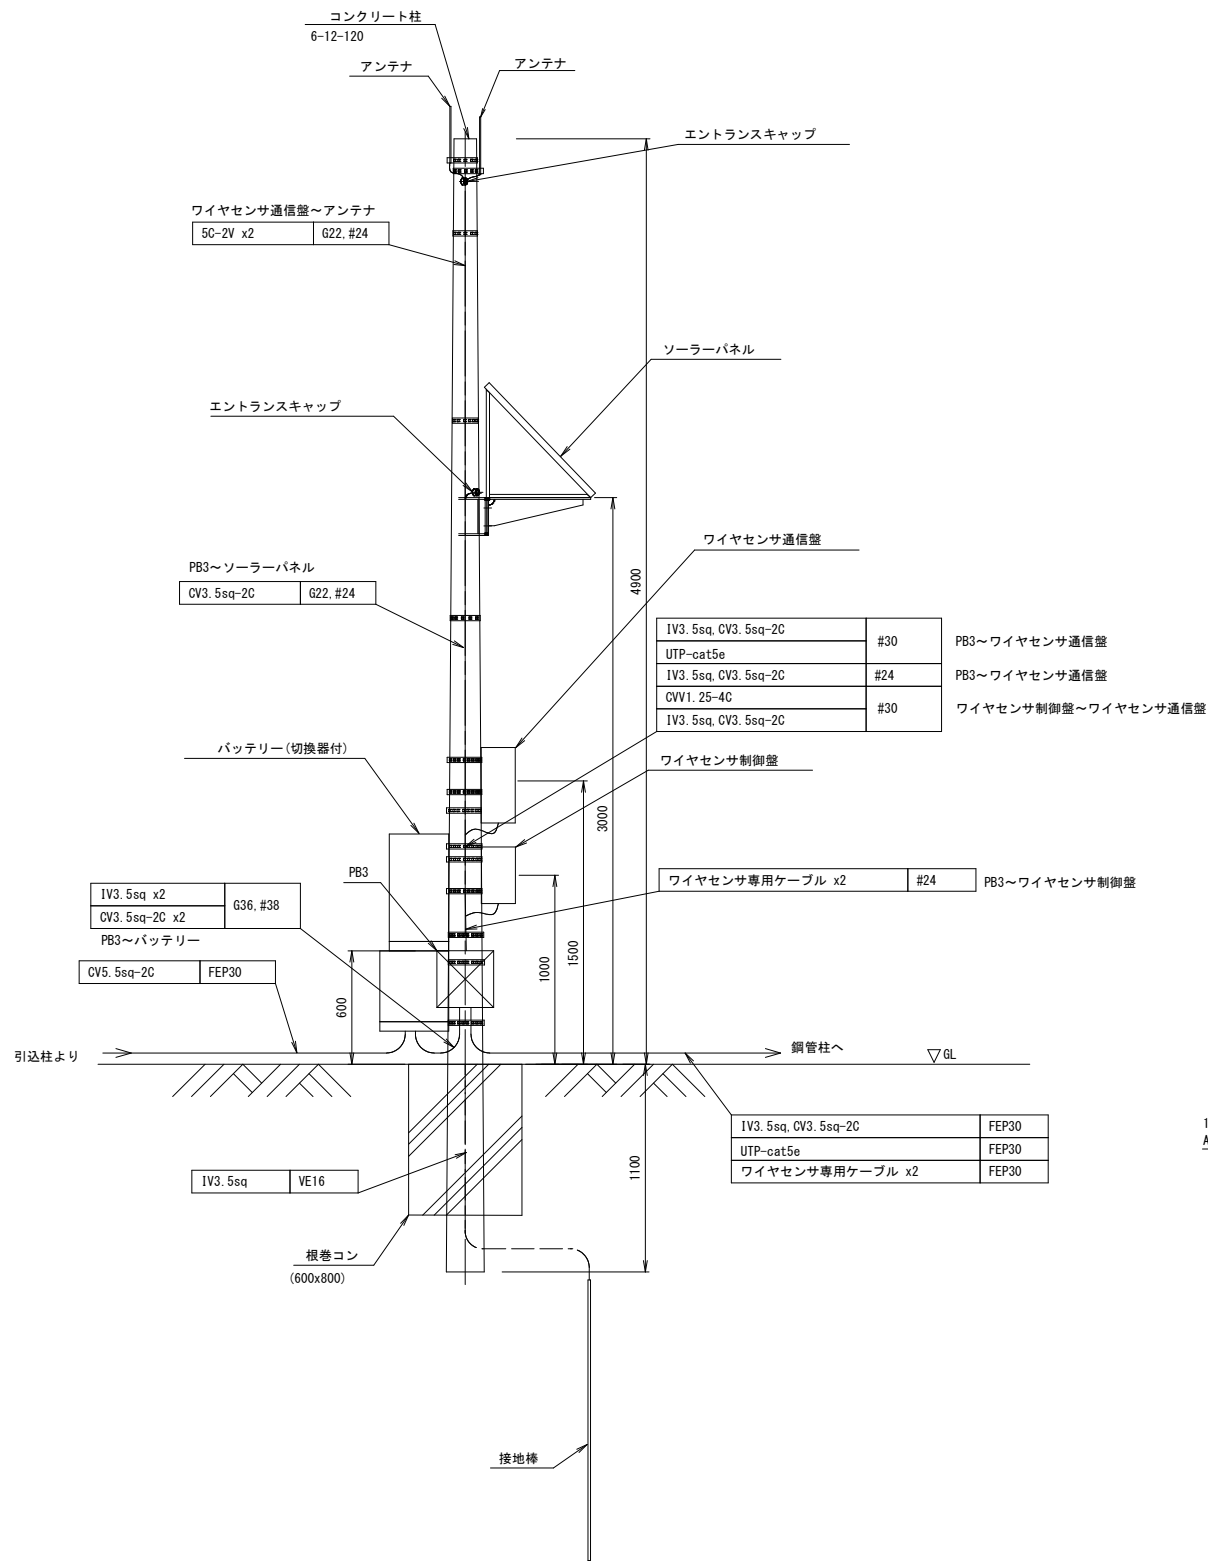 コンクリート柱
6-12-120
アンテナ
アンテナ
エントランスキャップ
ワイヤセンサ通信盤～アンテナ
5C-2V x2 G22,#24
ソーラーパネル
エントランスキャップ
ワイヤセンサ通信盤
PB3～ソーラーパネル
CV3.5sq-2C G22,#24
4900
IV3.5sq,CV3.5sq-2C
UTP-cat5e
#30 PB3～ワイヤセンサ通信盤
IV3.5sq,CV3.5sq-2C #24 PB3～ワイヤセンサ通信盤
CVV1.25-4C
IV3.5sq,CV3.5sq-2C
#30 ワイヤセンサ制御盤～ワイヤセンサ通信盤
バッテリー(切換器付)
ワイヤセンサ制御盤
3000
PB3
ワイヤセンサ専用ケーブル x2 #24 PB3～ワイヤセンサ制御盤
IV3.5sq x2
CV3.5sq-2C x2
G36,#38
PB3～バッテリー
CV5.5sq-2C FEP30
600
1000
1500
引込柱より
鋼管柱へ
▽GL
IV3.5sq,CV3.5sq-2C FEP30
UTP-cat5e FEP30
ワイヤセンサ専用ケーブル x2 FEP30
1100
IV3.5sq VE16
根巻コン
(600x800)
接地棒